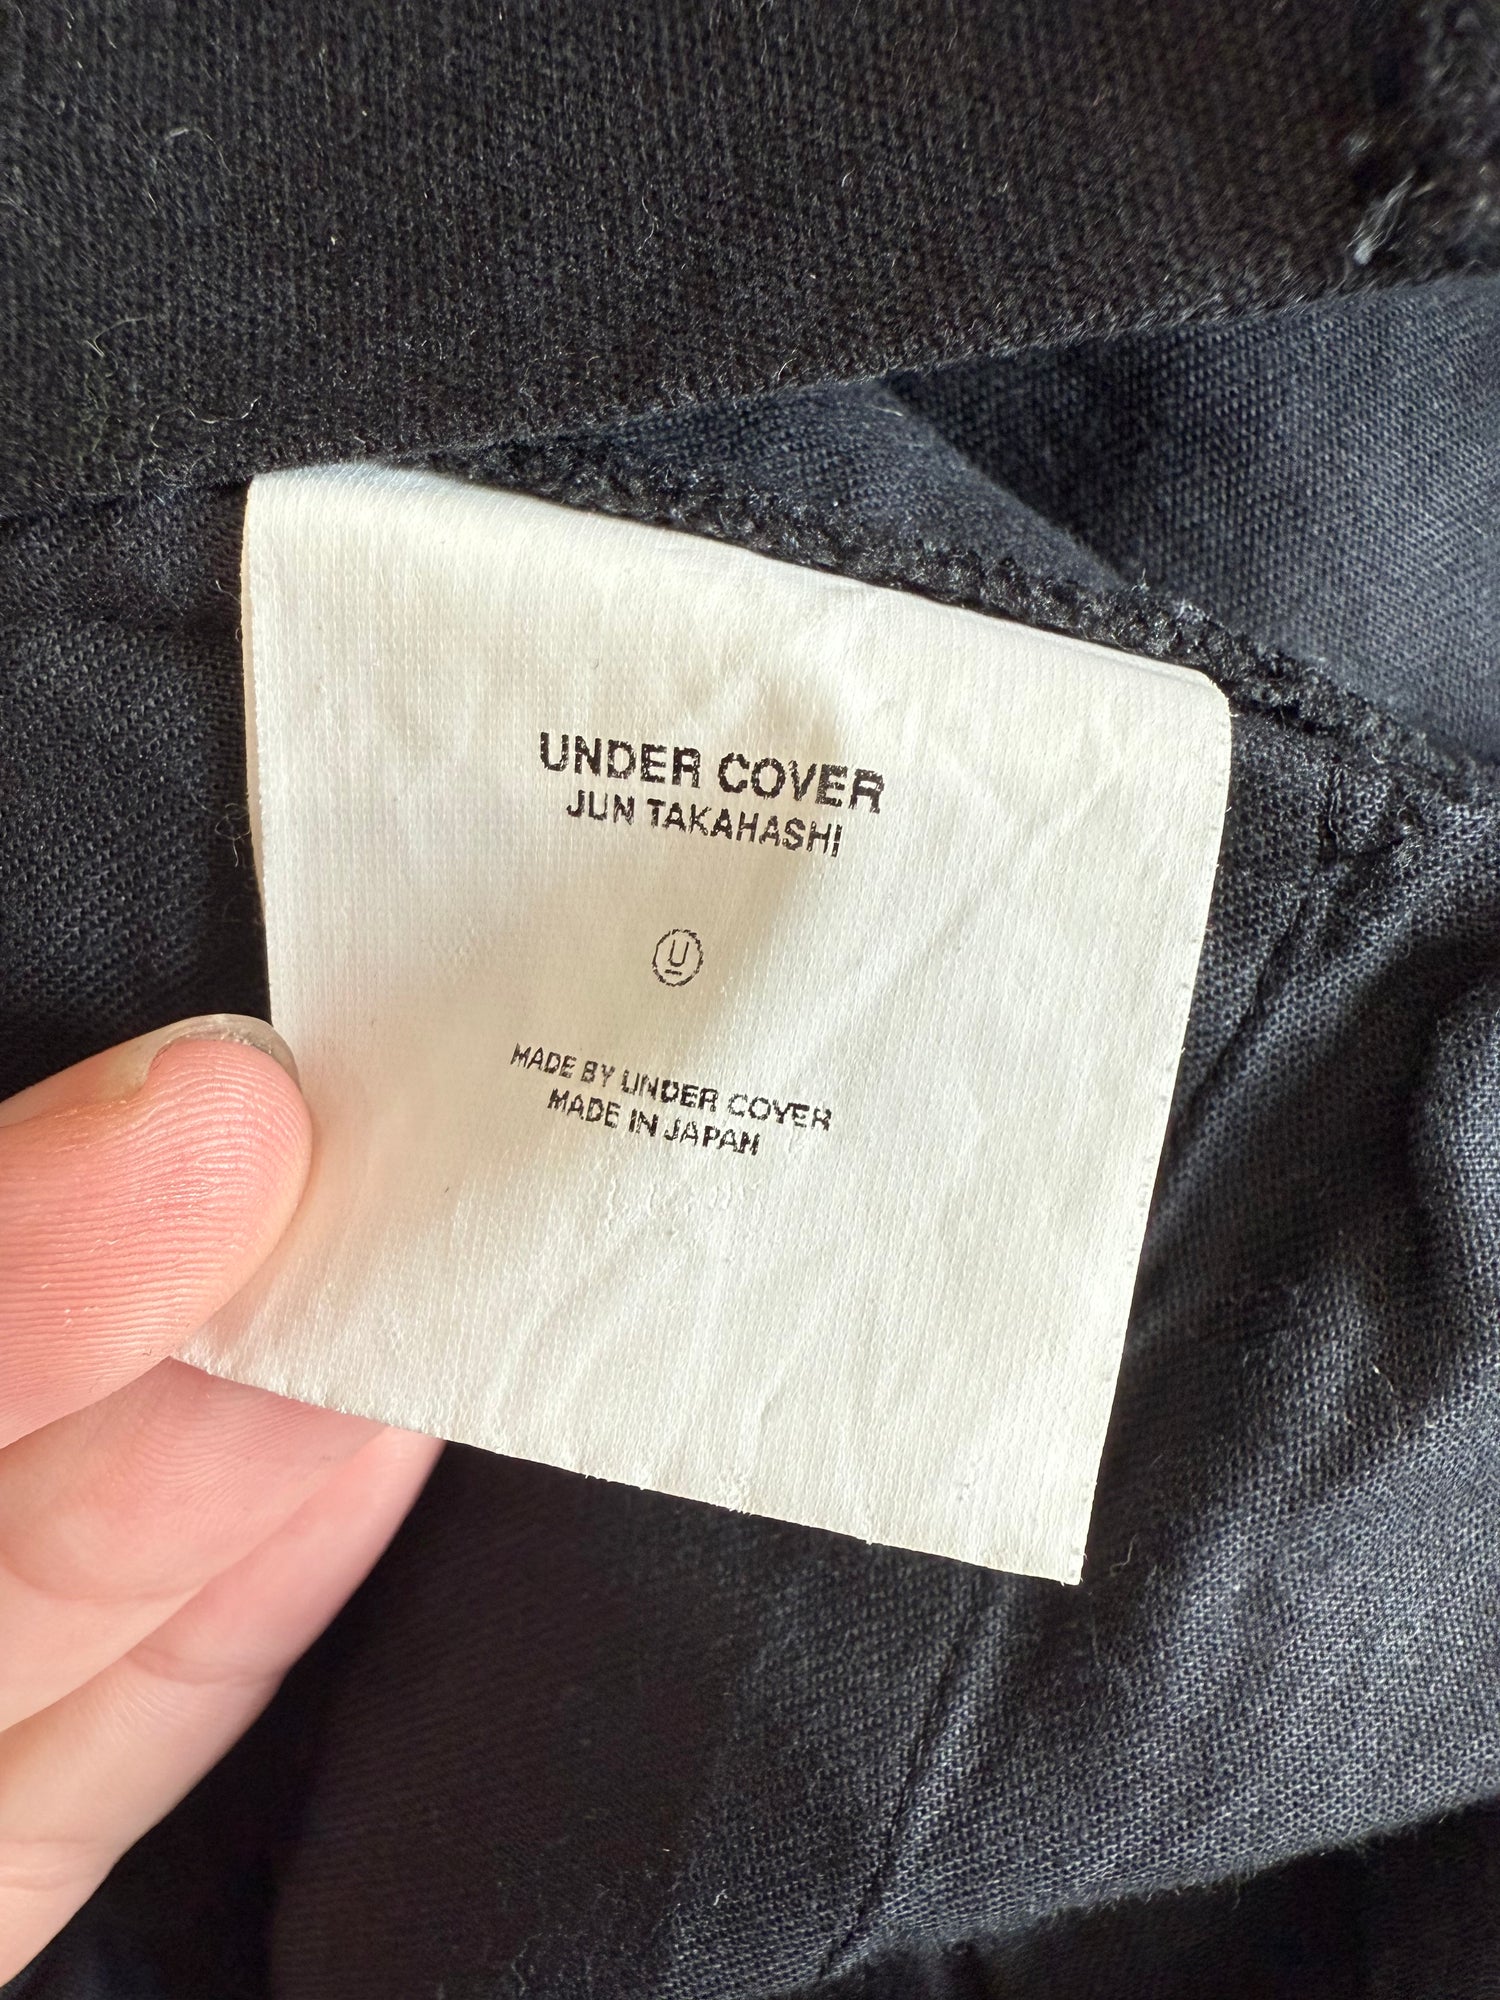 UNDER COVER
JUN TAKAHASHI
U
MADE BY UNDER COVER
MADE IN JAPAN